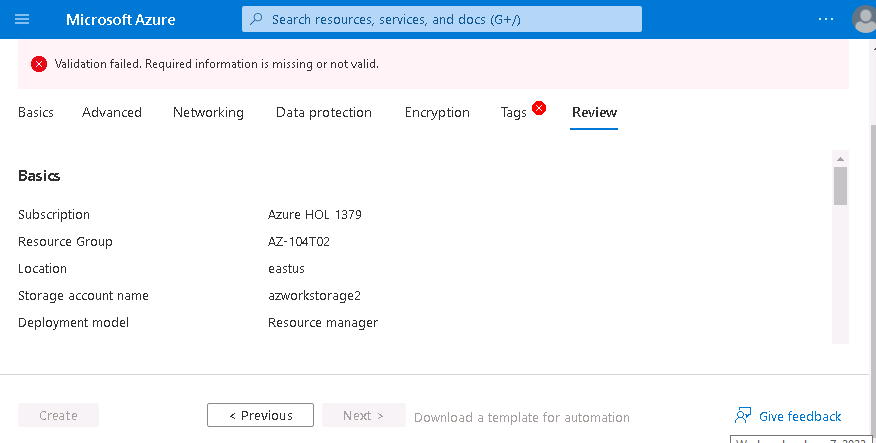 Microsoft Azure
Search resources, services, and docs (G+/)
...
Validation failed. Required information is missing or not valid.
Basics Advanced Networking Data protection Encryption Tags Review
Basics
Subscription Azure HOL 1379
Resource Group AZ-104T02
Location eastus
Storage account name azworkstorage2
Deployment model Resource manager
Create < Previous Next > Download a template for automation Give feedback